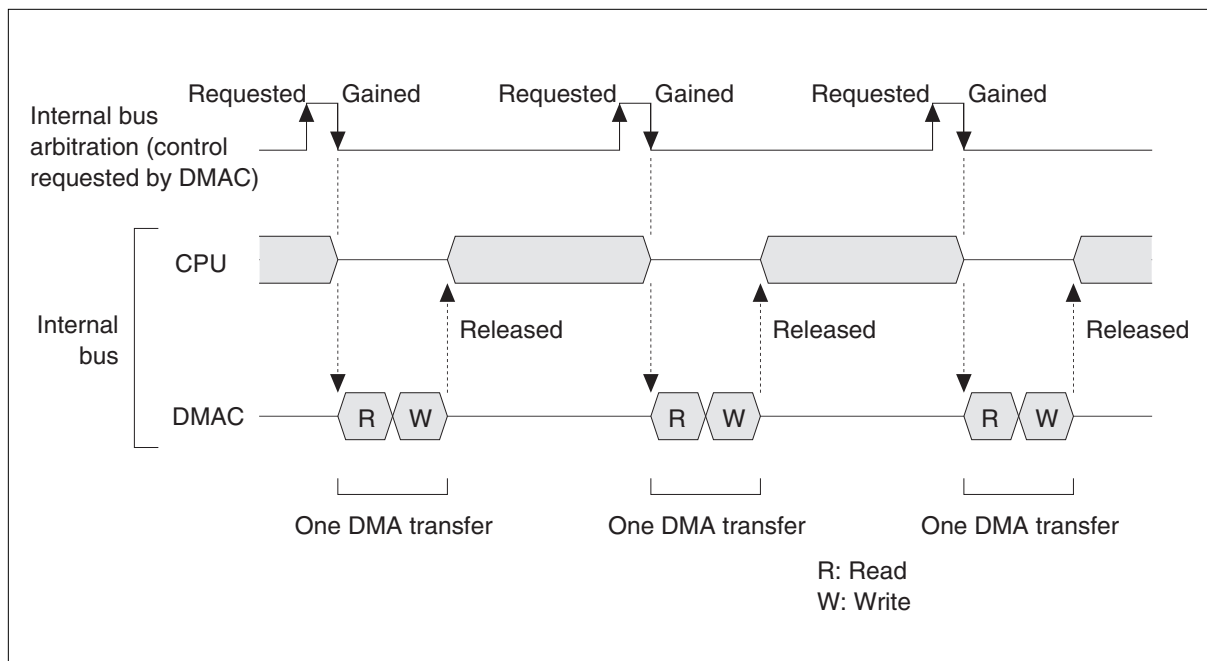 Requested Gained Requested Gained Requested Gained
Internal bus
arbitration (control
requested by DMAC)
CPU
Internal
bus
Released Released Released
DMAC R W R W R W
One DMA transfer One DMA transfer One DMA transfer
R: Read
W: Write